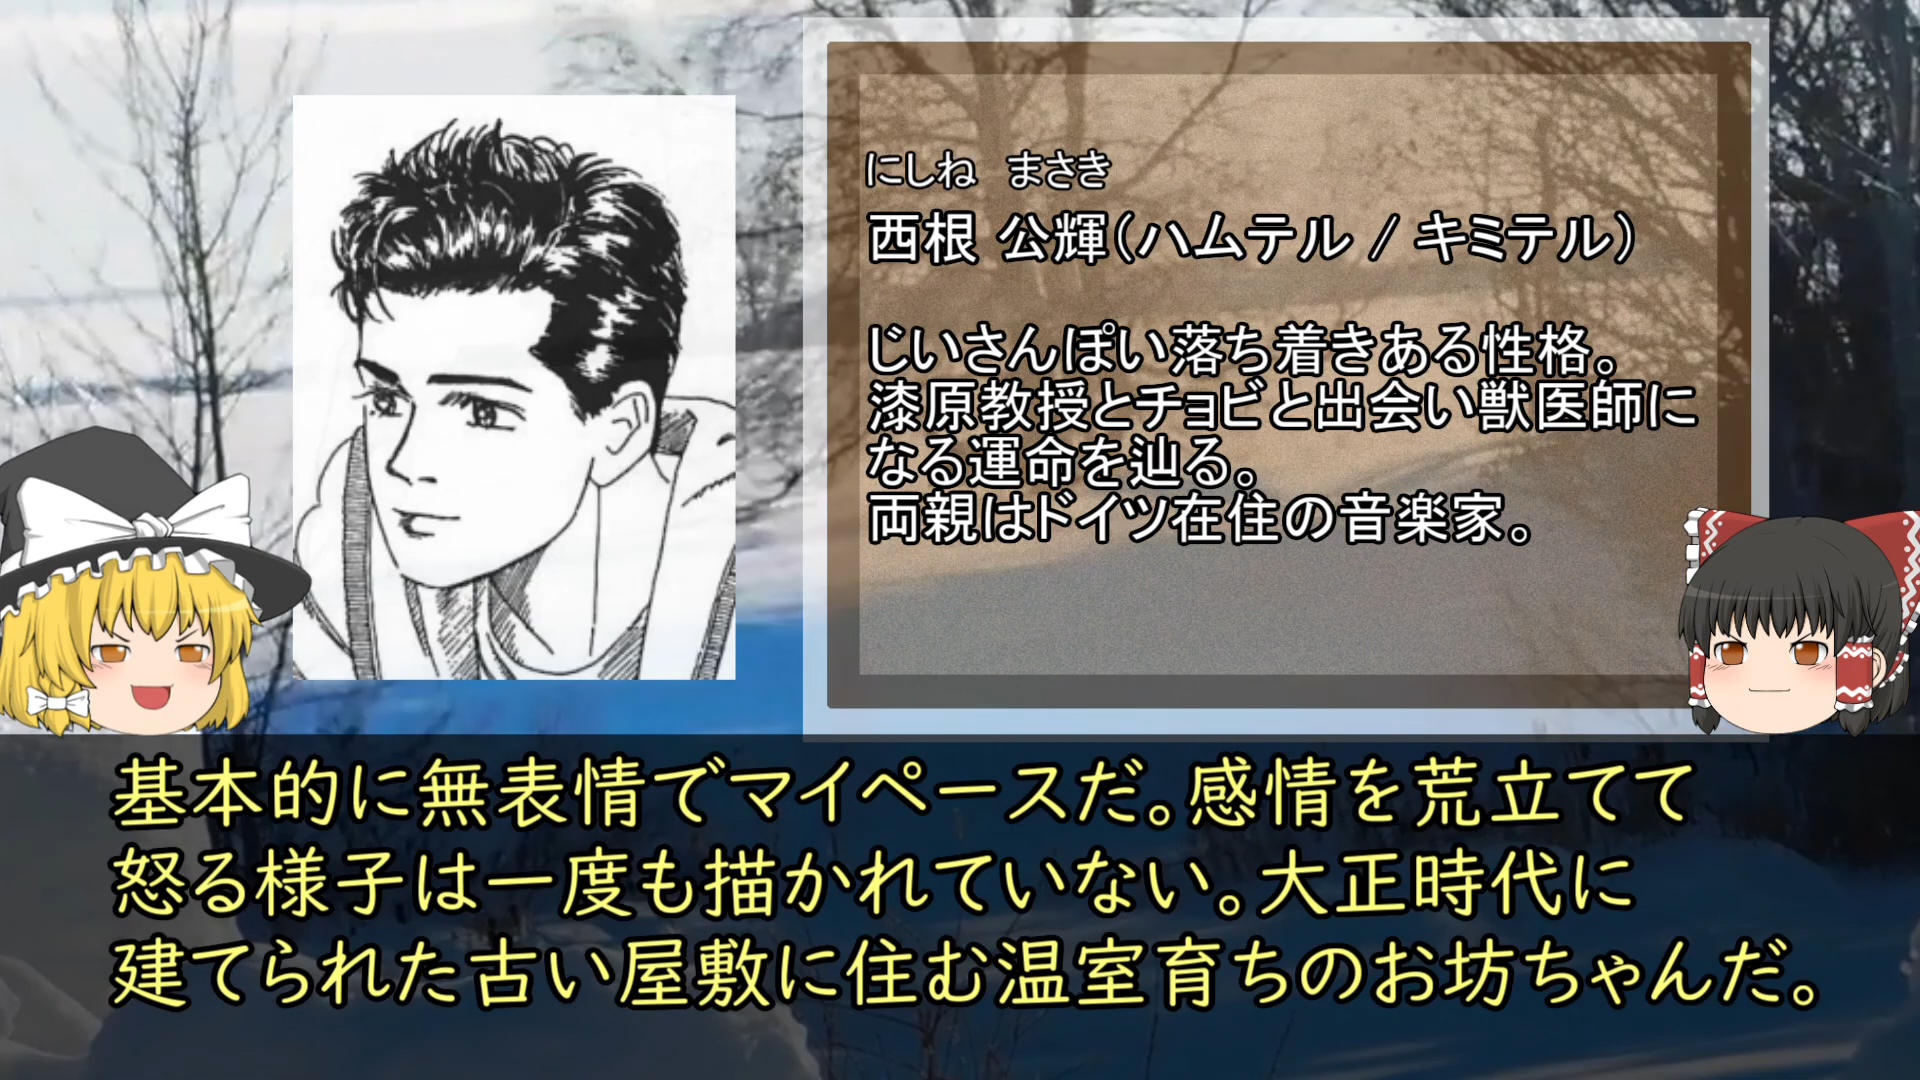 にしね　まさき
西根 公輝（ハムテル / キミテル）
じいさんぽい落ち着きある性格。
漆原教授とチョビと出会い獣医師に
なる運命を辿る。
両親はドイツ在住の音楽家。
基本的に無表情でマイペースだ。感情を荒立てて
怒る様子は一度も描かれていない。大正時代に
建てられた古い屋敷に住む温室育ちのお坊ちゃんだ。